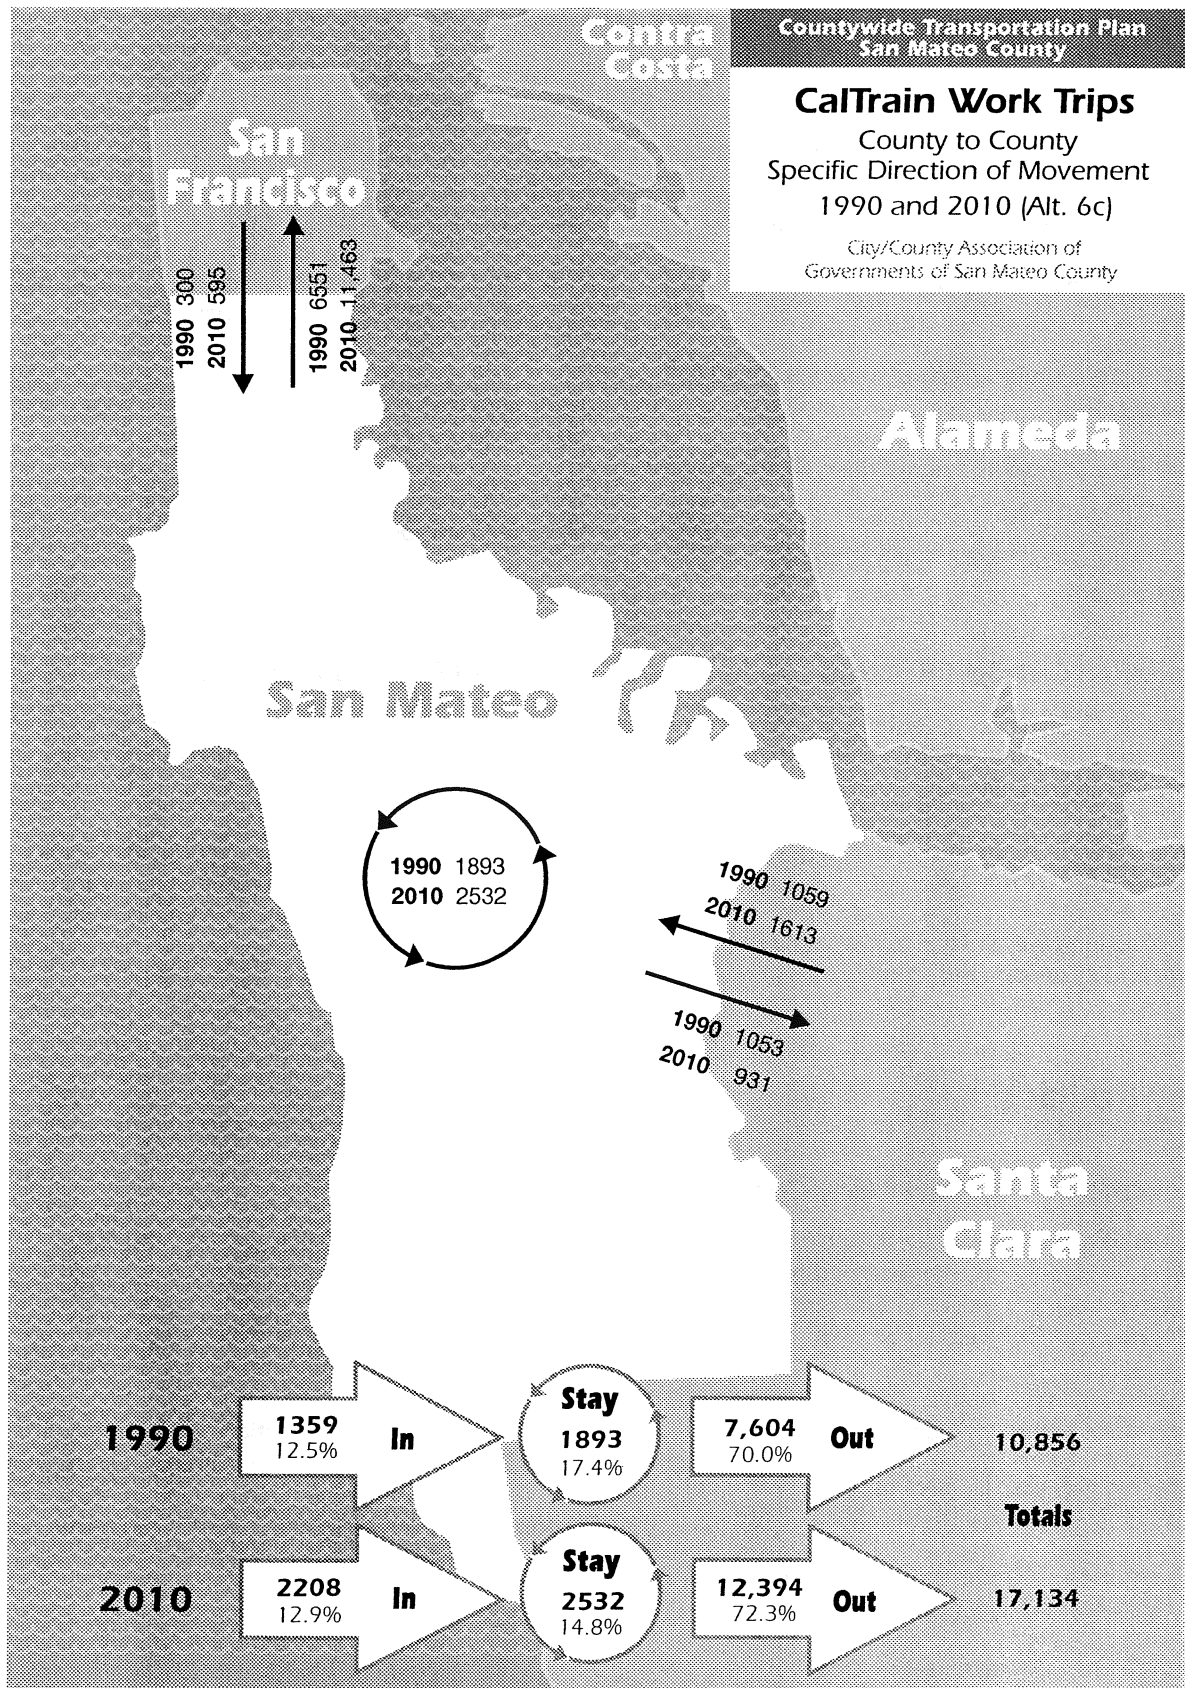 Contra
Costa
Countywide Transportation Plan
San Mateo County
CalTrain Work Trips
County to County
Specific Direction of Movement
1990 and 2010 (Alt. 6c)
City/County Association of
Governments of San Mateo County
San
Francisco
1990 300
2010 595
1990 6551
2010 11,463
Alameda
San Mateo
1990 1893
2010 2532
1990 1059
2010 1613
1990 1053
2010 931
Santa
Clara
1990
1359
12.5%
In
Stay
1893
17.4%
7,604
70.0%
Out
10,856
Totals
2010
2208
12.9%
In
Stay
2532
14.8%
12,394
72.3%
Out
17,134